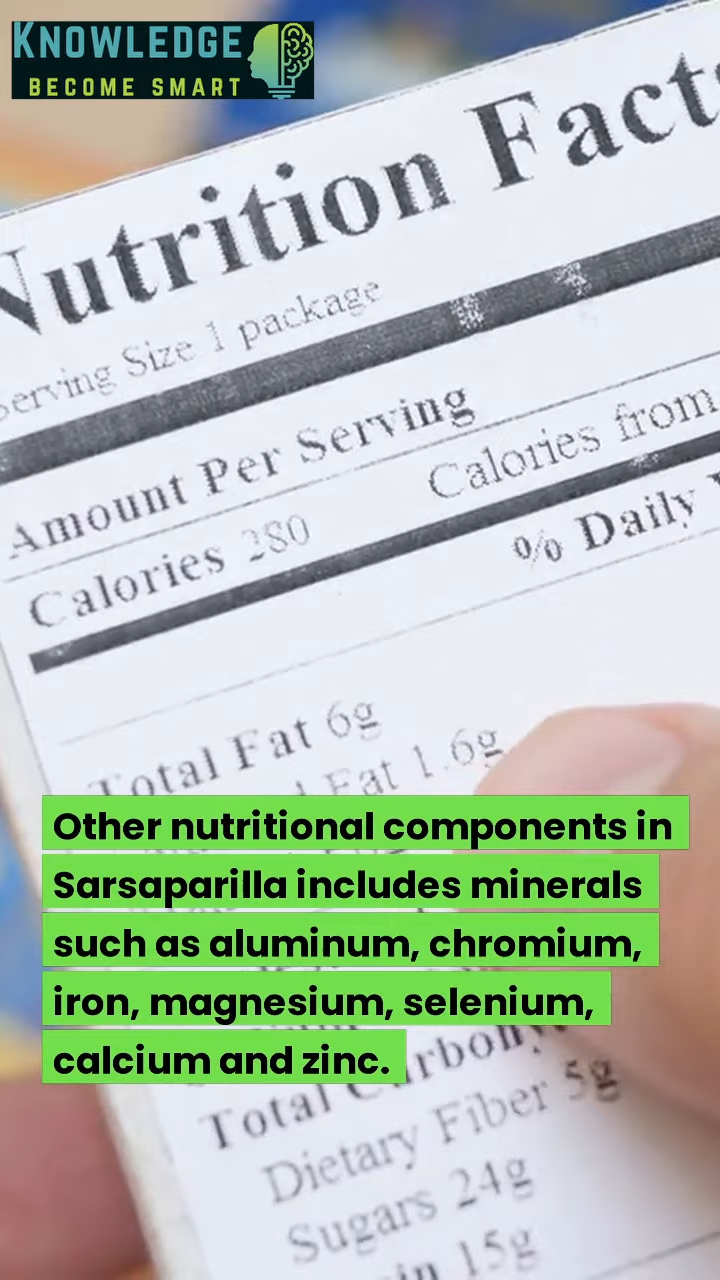 KNOWLEDGE
BECOME SMART
Nutrition Facts
Serving Size 1 package
Amount Per Serving
Calories 280 Calories from
% Daily
Total Fat 6g
Fat 1.6g
Other nutritional components in
Sarsaparilla includes minerals
such as aluminum, chromium,
iron, magnesium, selenium,
calcium and zinc.
Total
Dietary Fiber 5g
Sugars 24g
15g